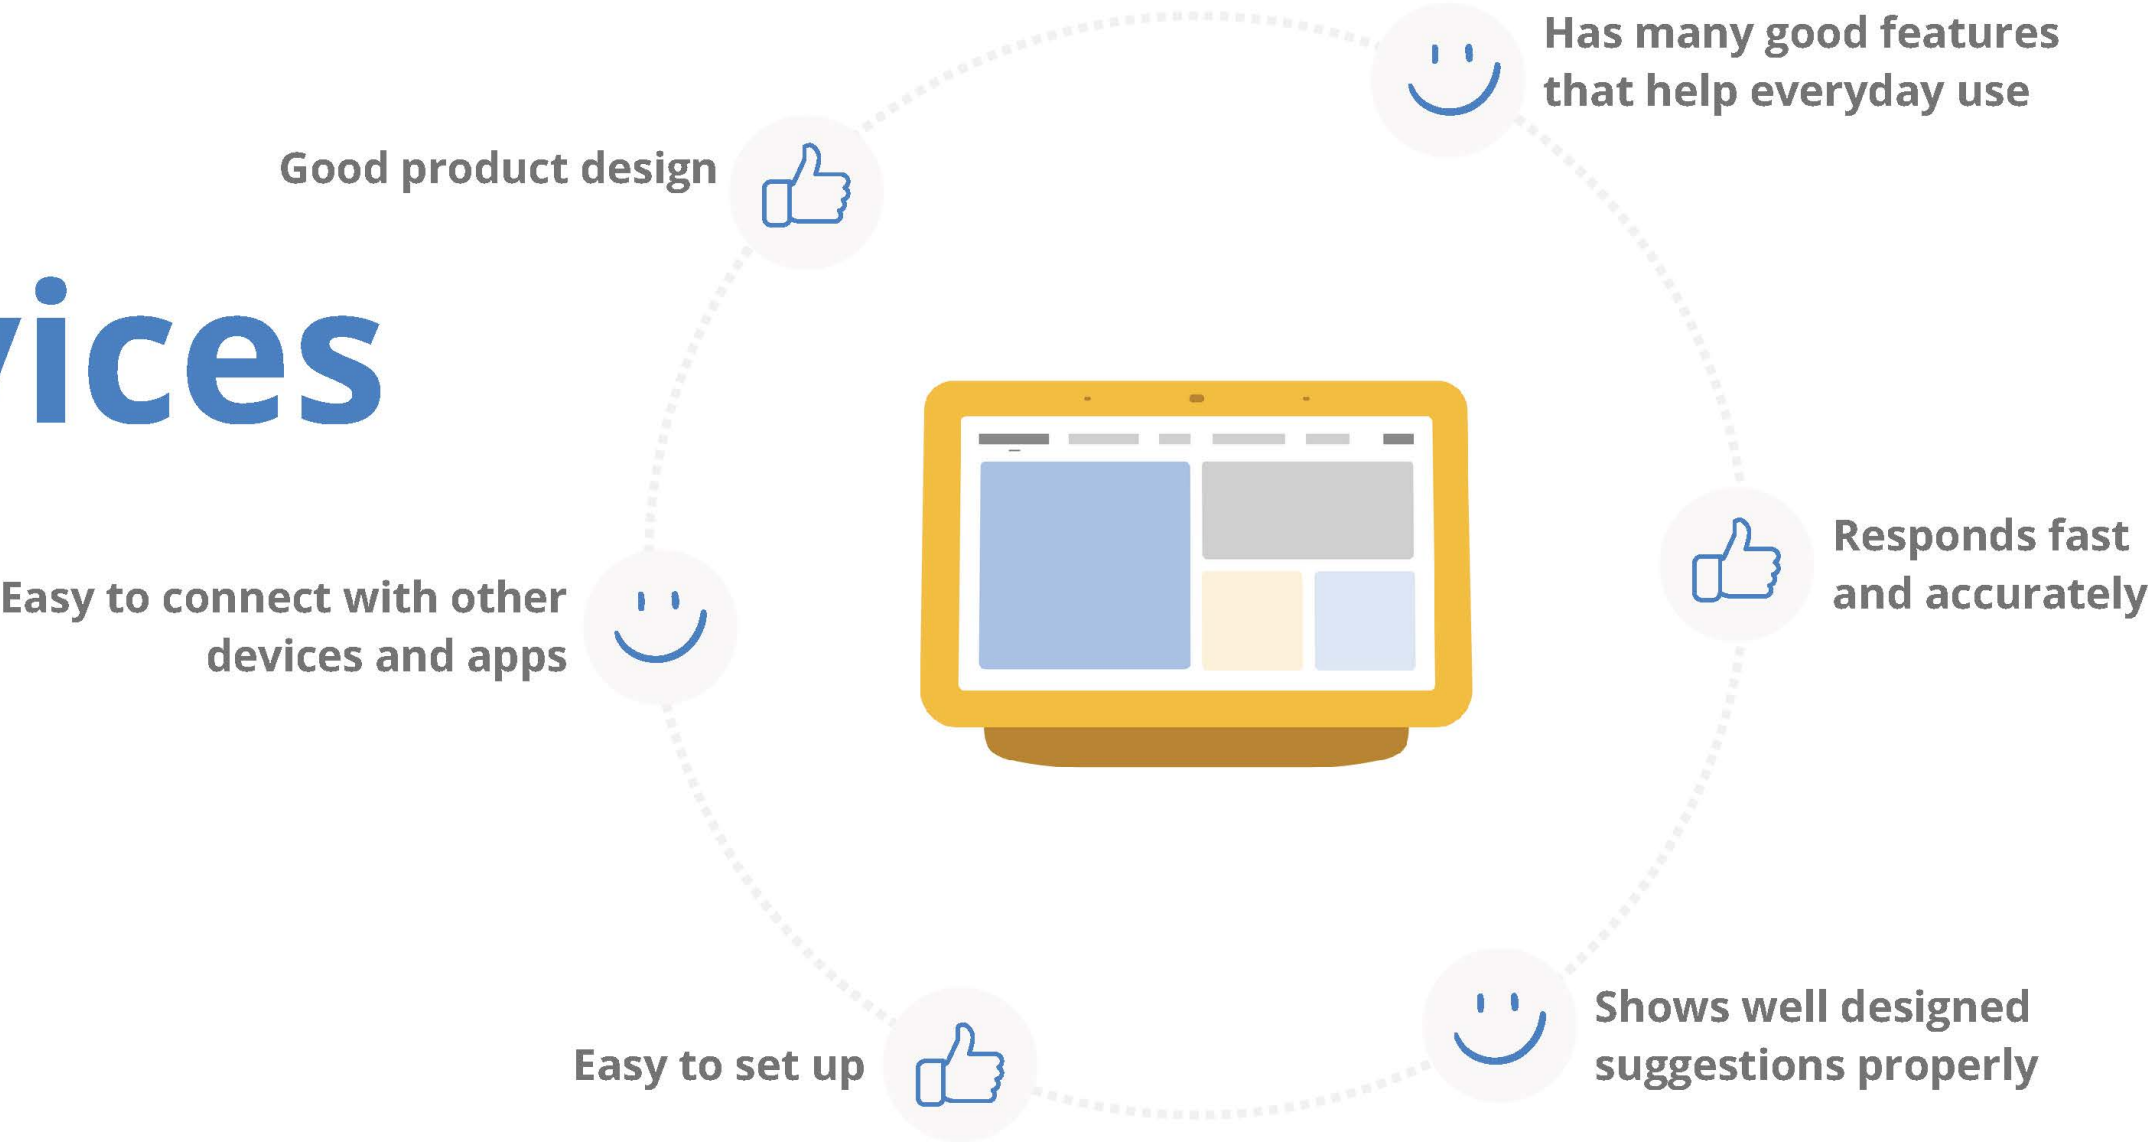 Has many good features
that help everyday use
Good product design
vices
Responds fast
and accurately
Easy to connect with other
devices and apps
Shows well designed
suggestions properly
Easy to set up